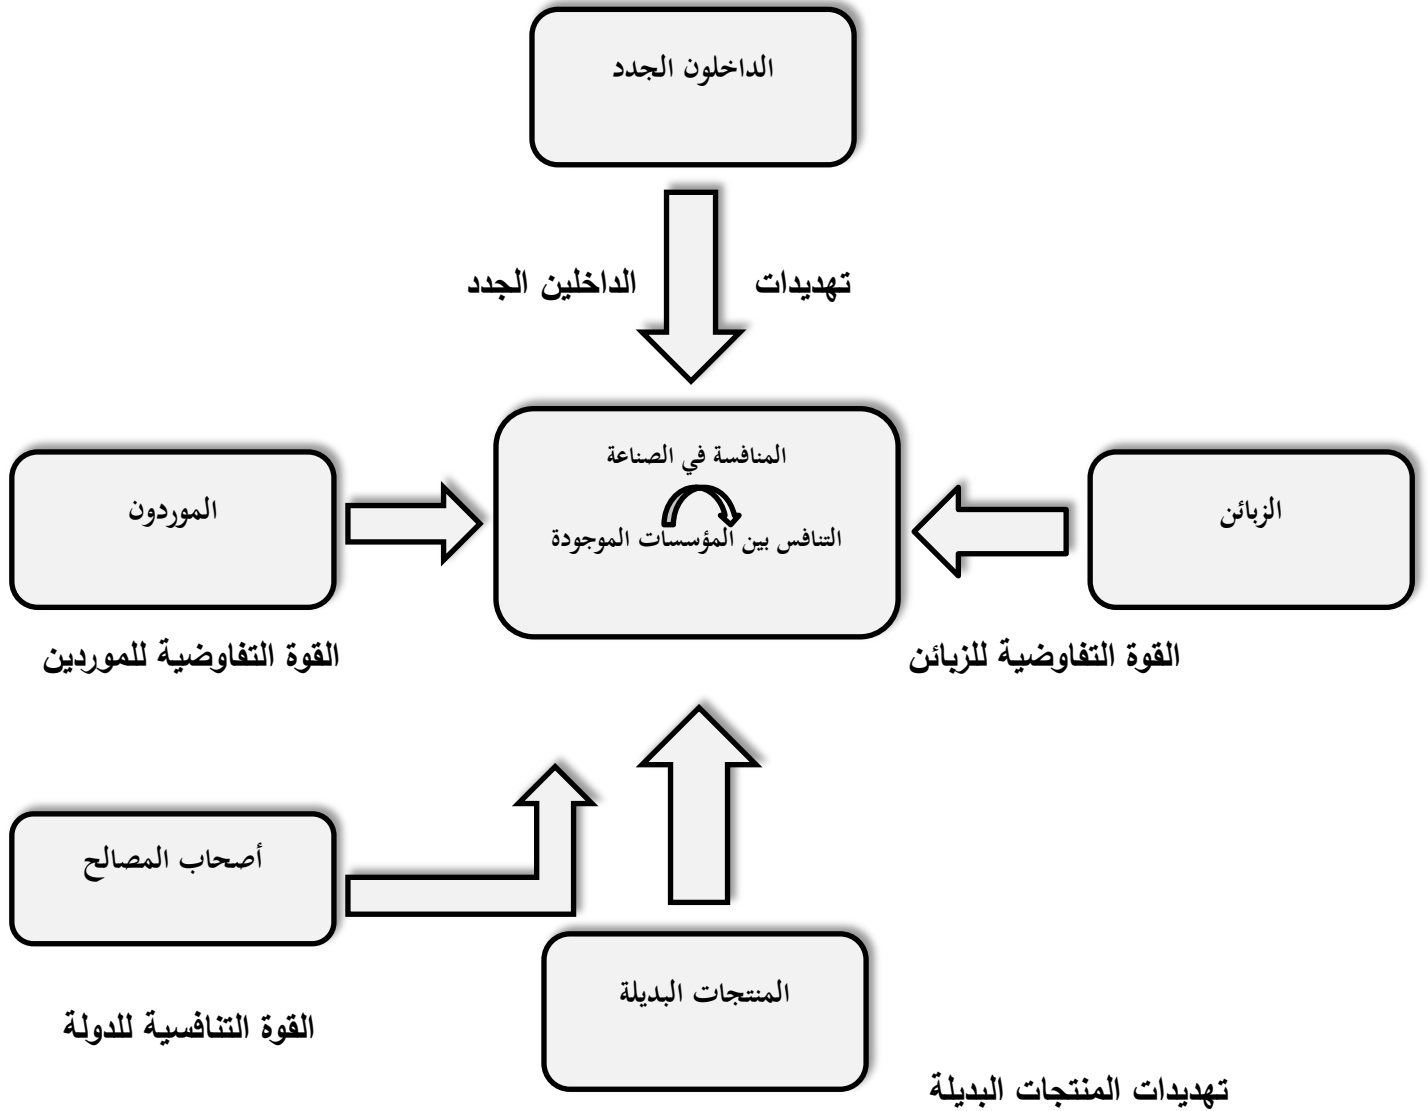 الداخلون الجدد
تهديدات الداخلين الجدد
المنافسة في الصناعة
التنافس بين المؤسسات الموجودة
الزبائن
الموردون
القوة التفاوضية للزبائن
القوة التفاوضية للموردين
أصحاب المصالح
المنتجات البديلة
القوة التنافسية للدولة
تهديدات المنتجات البديلة